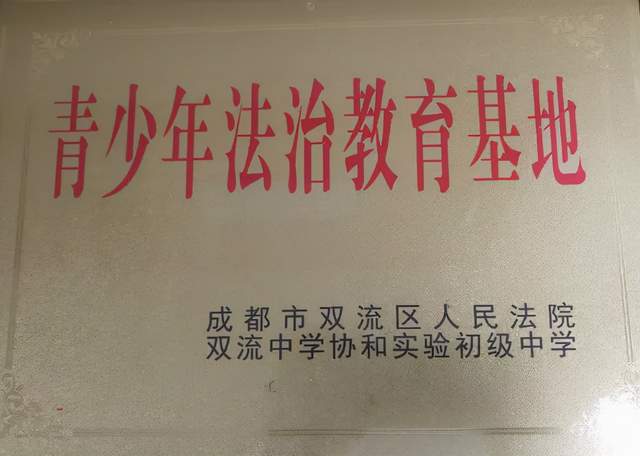 青少年法治教育基地
成都市双流区人民法院
双流中学协和实验初级中学